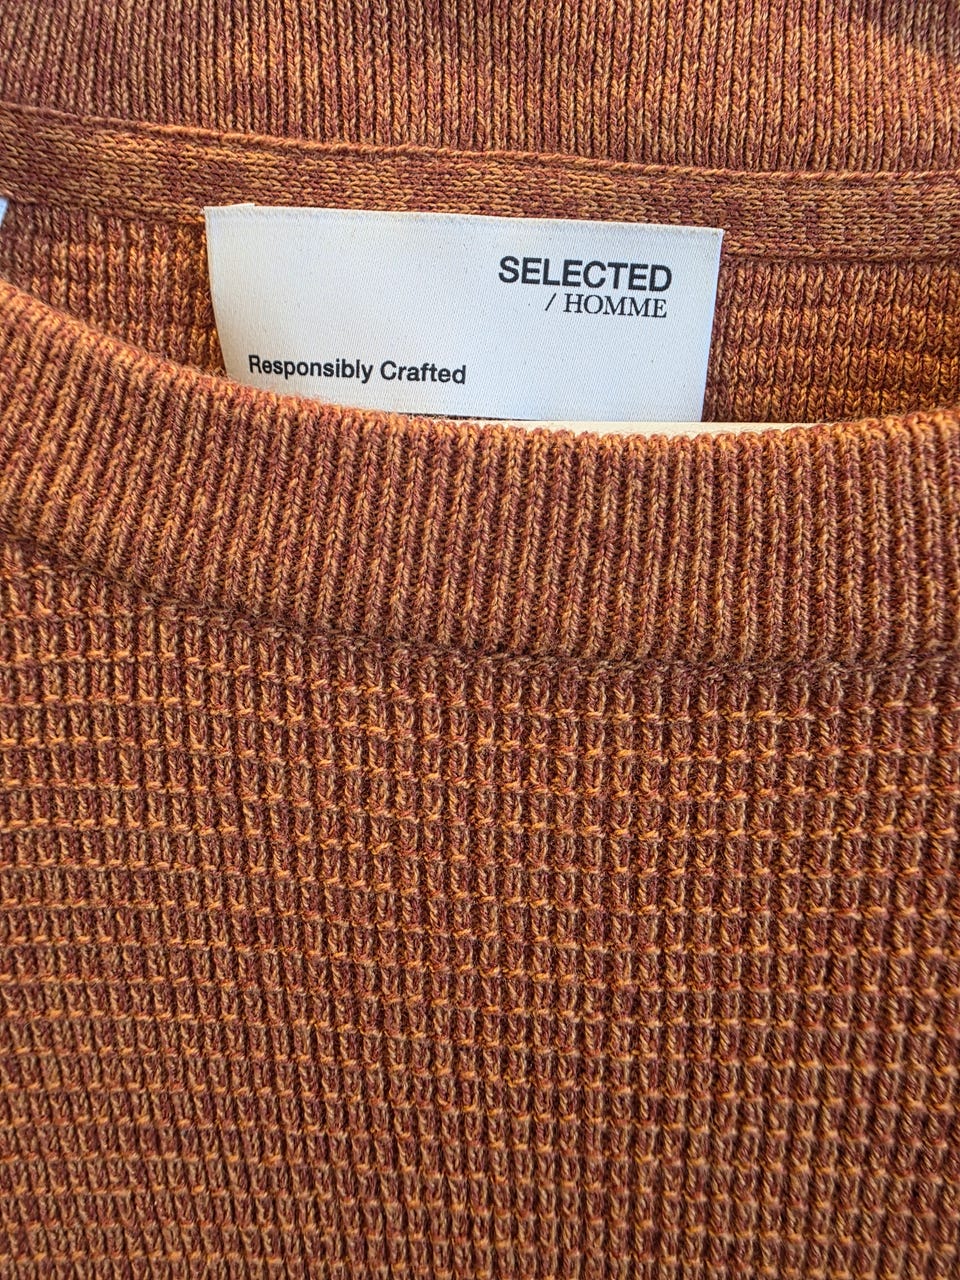 SELECTED
/ HOMME
Responsibly Crafted